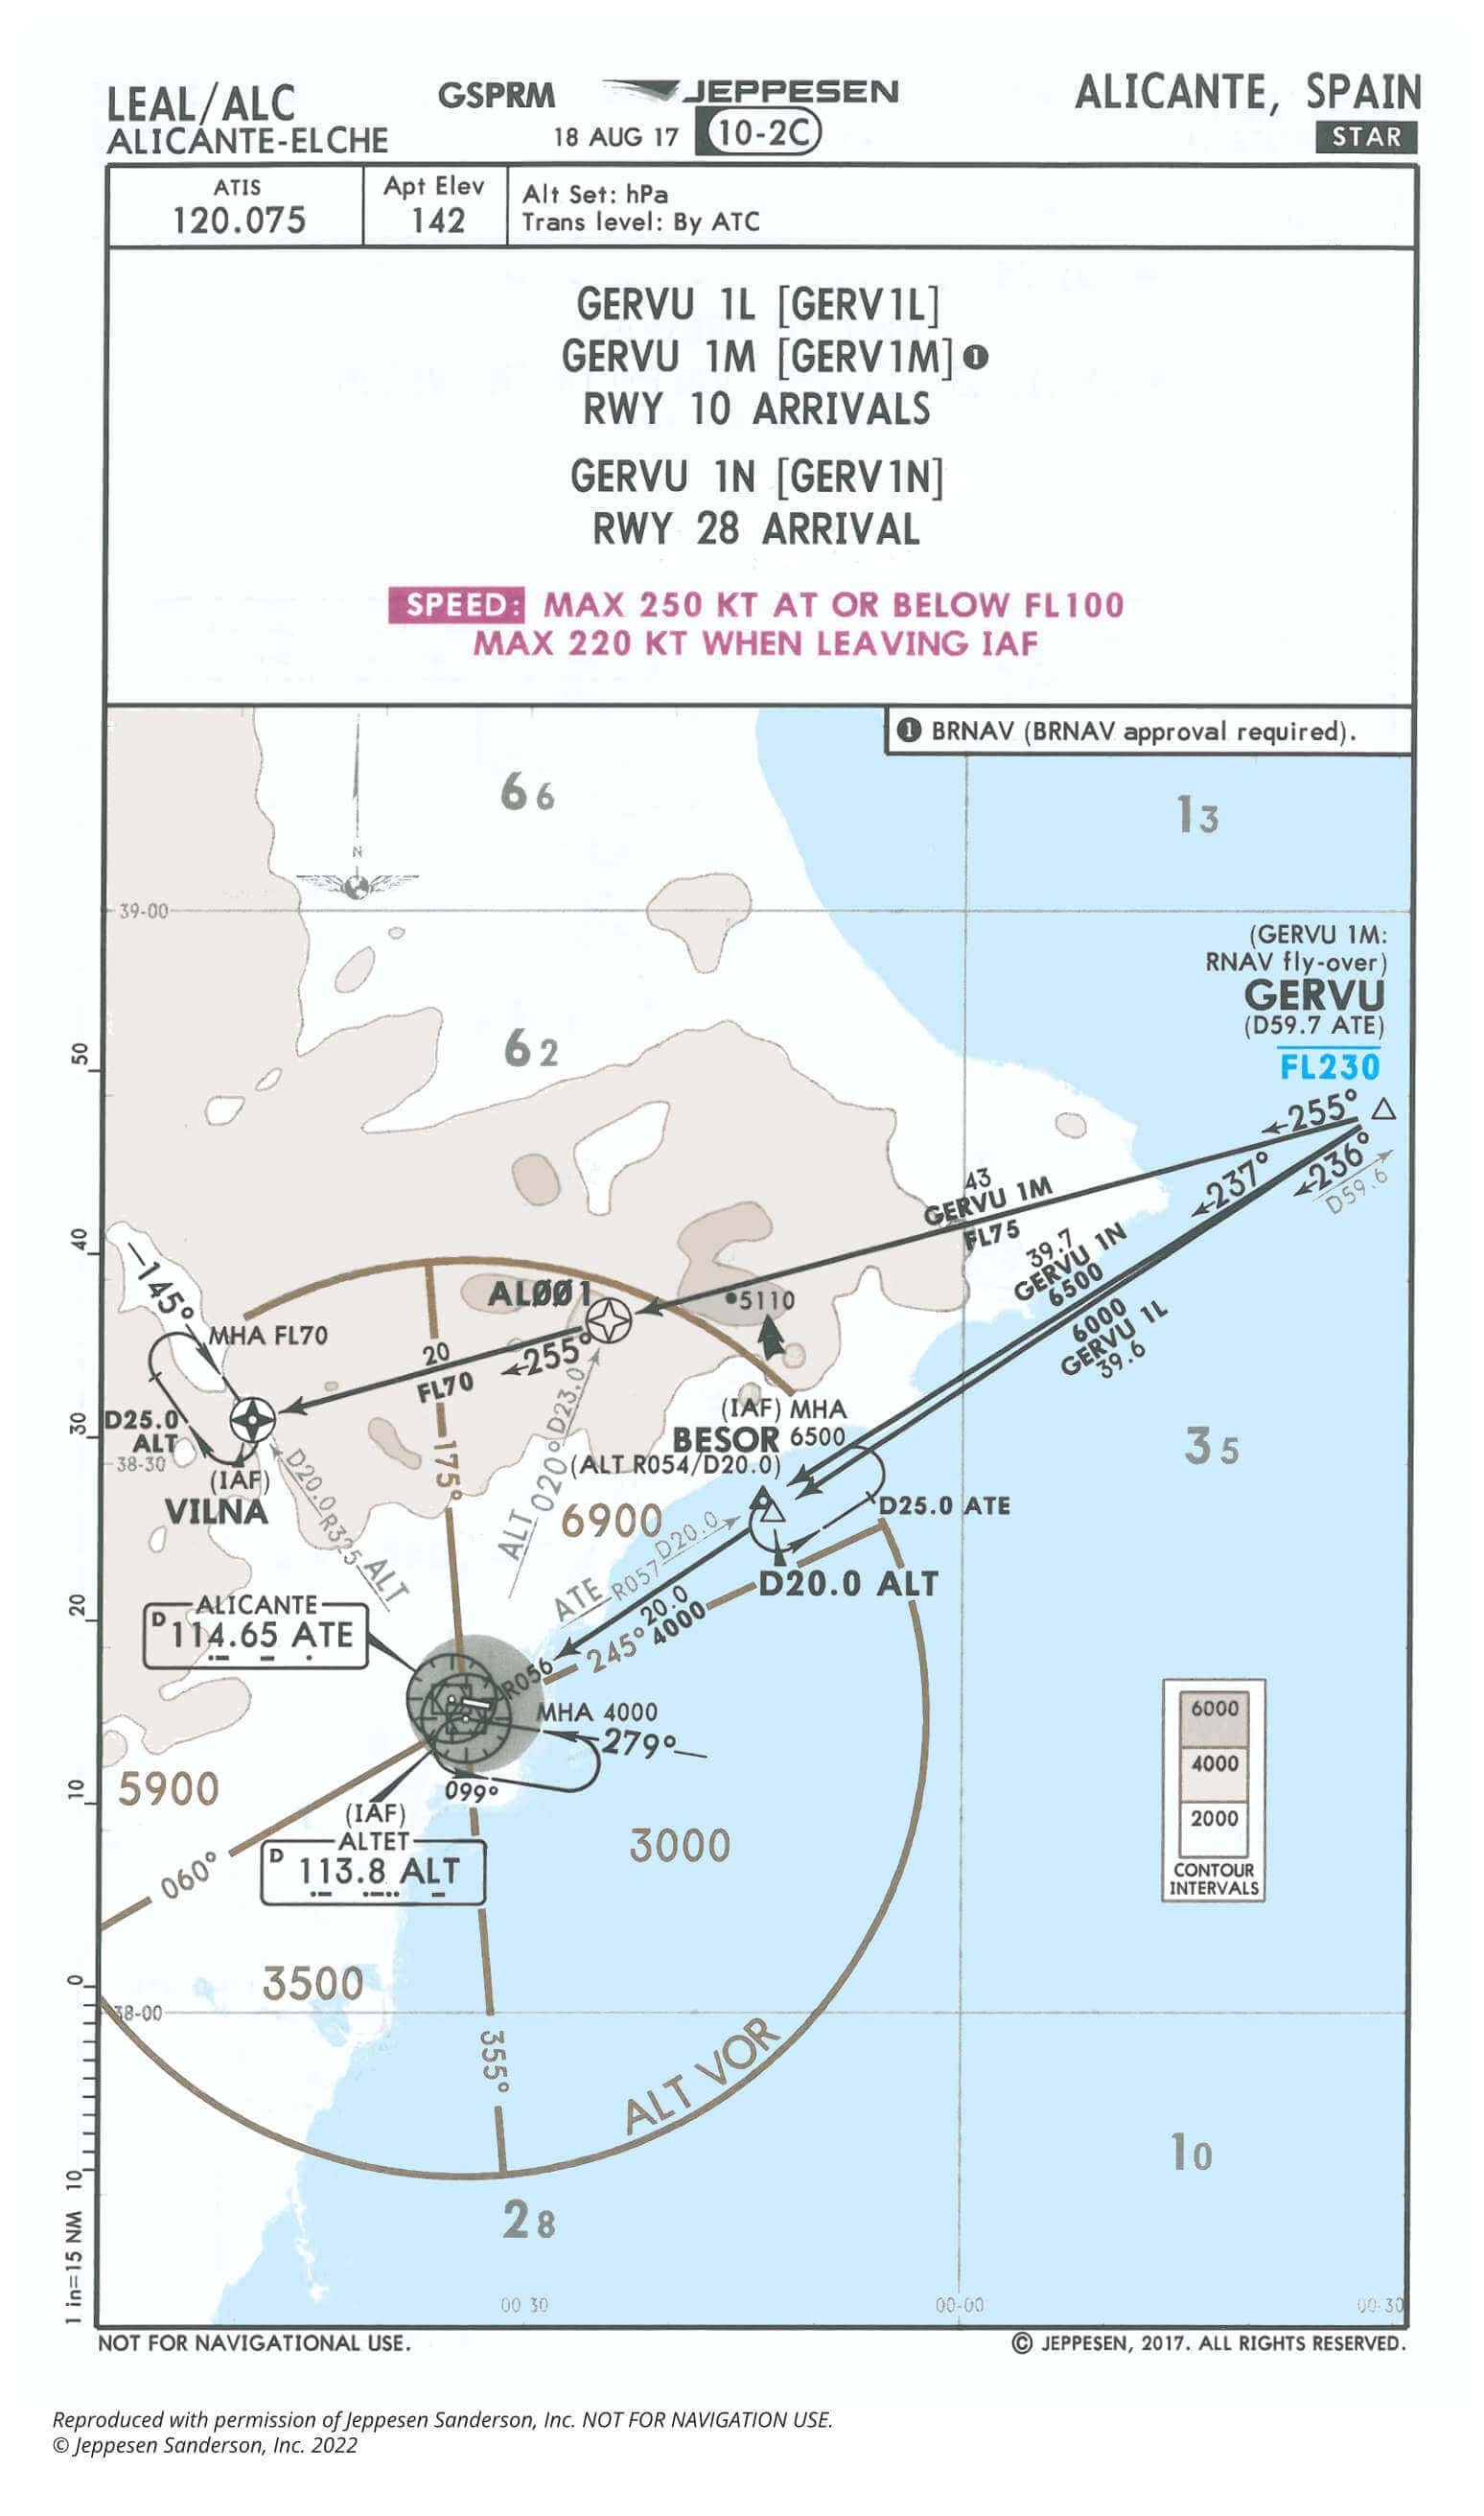 LEAL/ALC
ALICANTE-ELCHE
GSPRM
JEPPESEN
18 AUG 17
10-2C
ALICANTE, SPAIN
STAR
ATIS
120.075
Apt Elev
142
Alt Set: hPa
Trans level: By ATC
GERVU 1L [GERV1L]
GERVU 1M [GERV1M] 1
RWY 10 ARRIVALS
GERVU 1N [GERV1N]
RWY 28 ARRIVAL
SPEED: MAX 250 KT AT OR BELOW FL100
MAX 220 KT WHEN LEAVING IAF
1 BRNAV (BRNAV approval required).
66
13
N
39-00
(GERVU 1M:
RNAV fly-over)
GERVU
(D59.7 ATE)
FL230
62
50
255°
236°
D59.6
237°
43
GERVU 1M
FL75
39.7
GERVU 1N
6500
6000
GERVU 1L
39.6
40
145°
AL001
5110
MHA FL70
20
FL70
255°
D25.0
ALT
30
38-30
(IAF)
VILNA
D20.0
R325
ALT
175°
ALT 020° D23.0
(IAF) MHA
BESOR 6500
(ALT R054/D20.0)
35
6900
D25.0 ATE
D20.0 ALT
ATE R057 D20.0
20.0
4000
245°
20
ALICANTE
D 114.65 ATE
R056
MHA 4000
279°
099°
6000
4000
2000
CONTOUR
INTERVALS
10
5900
(IAF)
ALTET
D 113.8 ALT
3000
060°
3500
0
38-00
355°
ALT VOR
10
10
28
1 in=15 NM
00 30
00-00
00-30
NOT FOR NAVIGATIONAL USE.
© JEPPESEN, 2017. ALL RIGHTS RESERVED.
Reproduced with permission of Jeppesen Sanderson, Inc. NOT FOR NAVIGATION USE.
© Jeppesen Sanderson, Inc. 2022